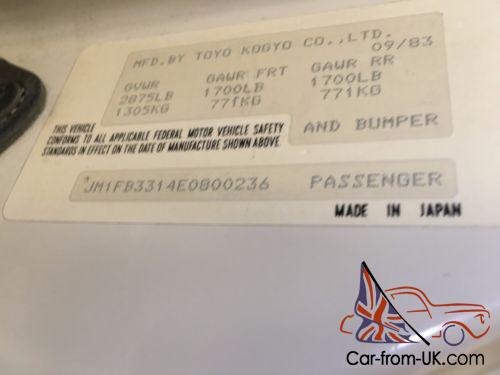 MFD.BY TOYO KOGYO CO.,LTD.
09/83
GVWR GAWR FRT GAWR RR
2875LB 1700LB 1700LB
1305KG 771KG 771KG
THIS VEHICLE
CONFORMS TO ALL APPLICABLE FEDERAL MOTOR VEHICLE SAFETY
STANDARDS IN EFFECT ON THE DATE OF MANUFACTURE SHOWN ABOVE.
AND BUMPER
JM1FB3314E0800236 PASSENGER
MADE IN JAPAN
Car-from-UK.com